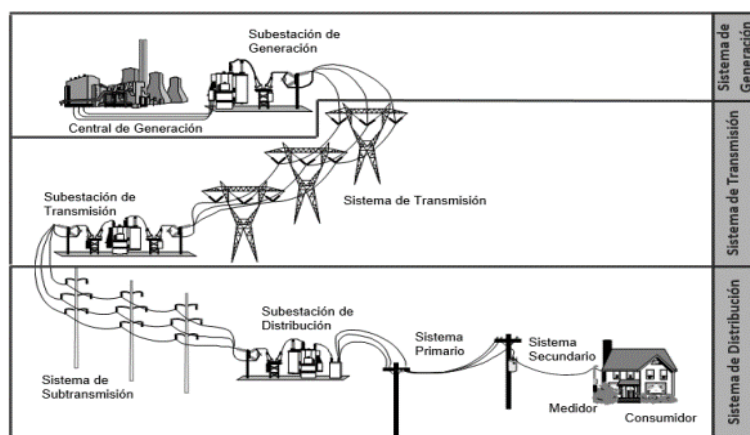 Subestación de
Generación
Central de Generación
Sistema de
Generación
Subestación de
Transmisión
Sistema de Transmisión
Sistema de Transmisión
Sistema de
Subtransmisión
Subestación de
Distribución
Sistema
Primario
Sistema
Secundario
Medidor
Consumidor
Sistema de Distribución